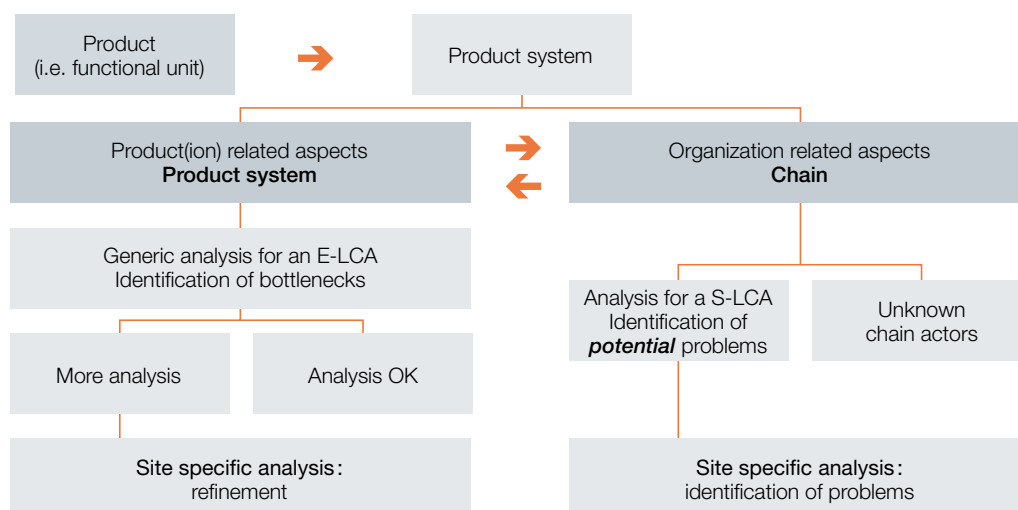 Product
(i.e. functional unit)
Product system
Product(ion) related aspects
Product system
Organization related aspects
Chain
Generic analysis for an E-LCA
Identification of bottlenecks
Analysis for a S-LCA
Identification of
potential problems
Unknown
chain actors
More analysis
Analysis OK
Site specific analysis:
refinement
Site specific analysis:
identification of problems